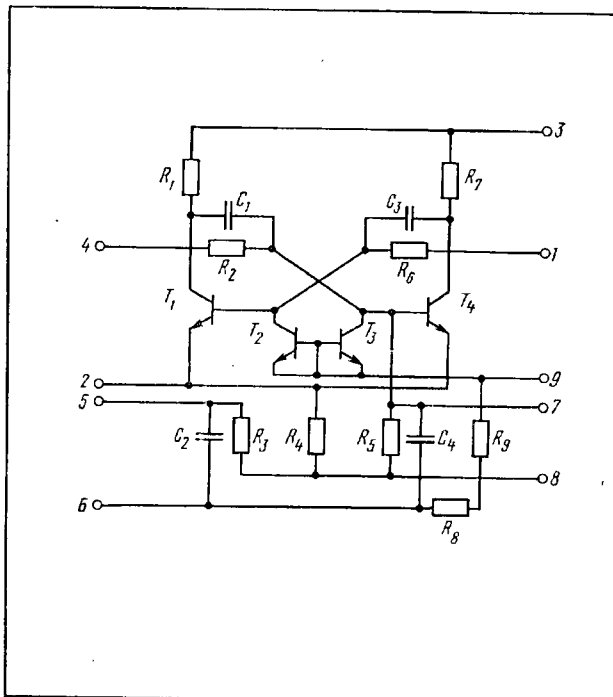 3
R₁
R₇
C₁
C₃
4
R₂
R₆
1
T₁
T₂
T₃
T₄
2
9
5
7
C₂
R₃
R₄
R₅
C₄
R₉
8
6
R₈